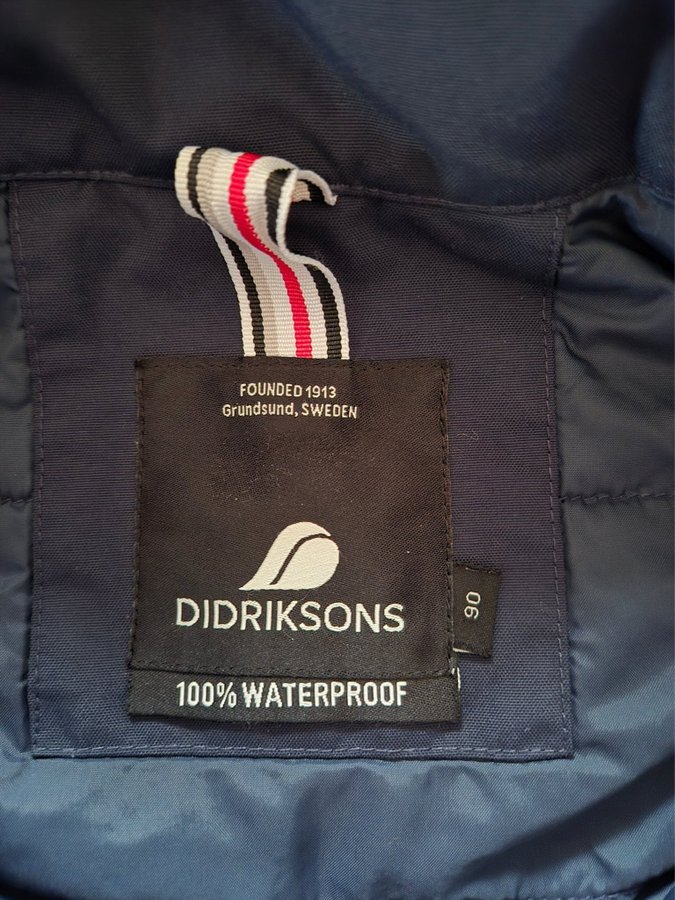 FOUNDED 1913
Grundsund, SWEDEN
DIDRIKSONS
90
100% WATERPROOF